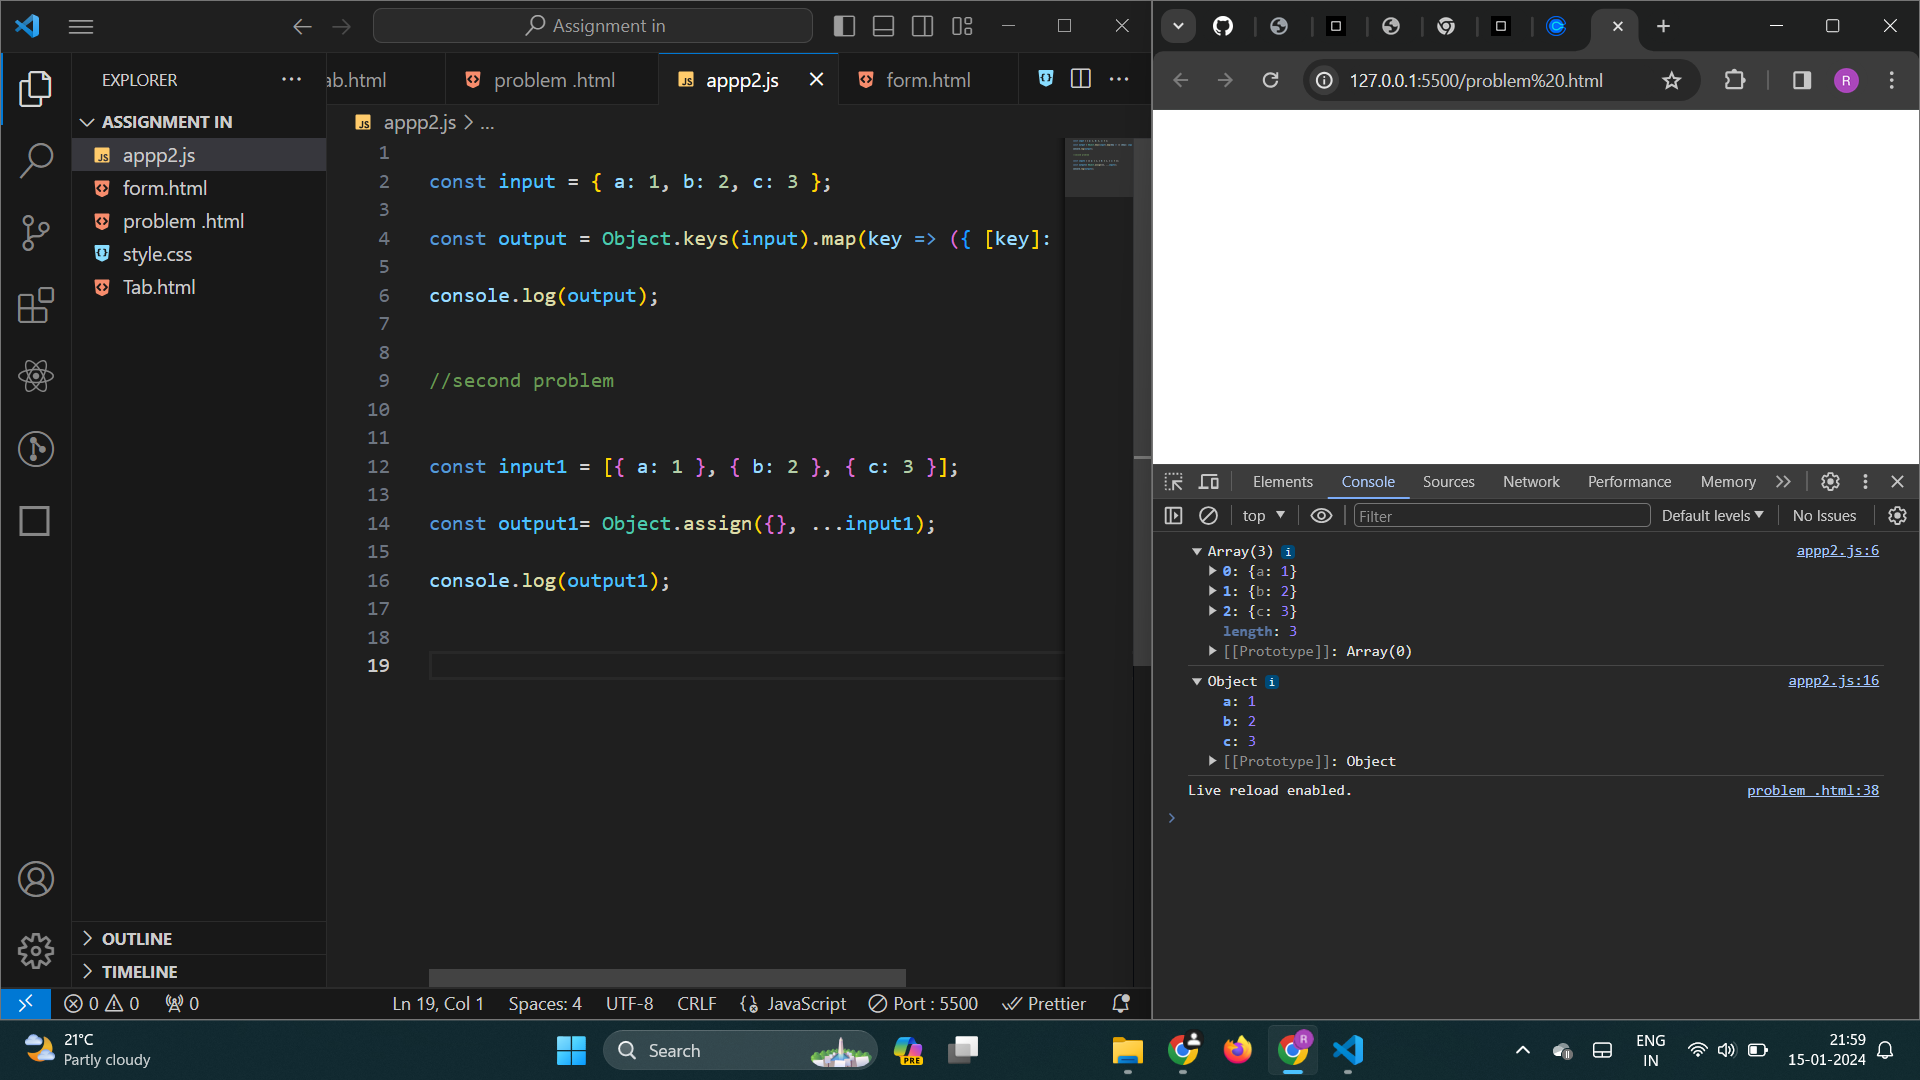 Assignment in
EXPLORER
ASSIGNMENT IN
appp2.js
form.html
problem .html
style.css
Tab.html
OUTLINE
TIMELINE
ab.html
problem .html
appp2.js
form.html
appp2.js > ...
1
2 const input = { a: 1, b: 2, c: 3 };
3
4 const output = Object.keys(input).map(key => ({ [key]:
5
6 console.log(output);
7
8
9 //second problem
10
11
12 const input1 = [{ a: 1 }, { b: 2 }, { c: 3 }];
13
14 const output1= Object.assign({}, ...input1);
15
16 console.log(output1);
17
18
19
0 0 0 Ln 19, Col 1 Spaces: 4 UTF-8 CRLF JavaScript Port : 5500 Prettier
127.0.0.1:5500/problem%20.html R
Elements Console Sources Network Performance Memory
top Filter Default levels No Issues
Array(3) i appp2.js:6
0: {a: 1}
1: {b: 2}
2: {c: 3}
length: 3
[[Prototype]]: Array(0)
Object i appp2.js:16
a: 1
b: 2
c: 3
[[Prototype]]: Object
Live reload enabled. problem .html:38
21°C
Partly cloudy
Search
PRE
R
ENG
IN
21:59
15-01-2024